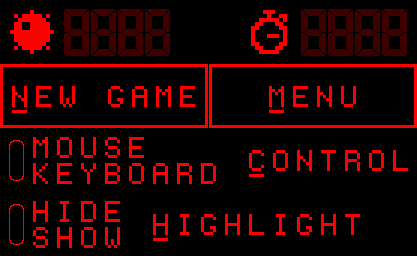 NEW GAME
MENU
MOUSE
KEYBOARD
CONTROL
HIDE
SHOW
HIGHLIGHT